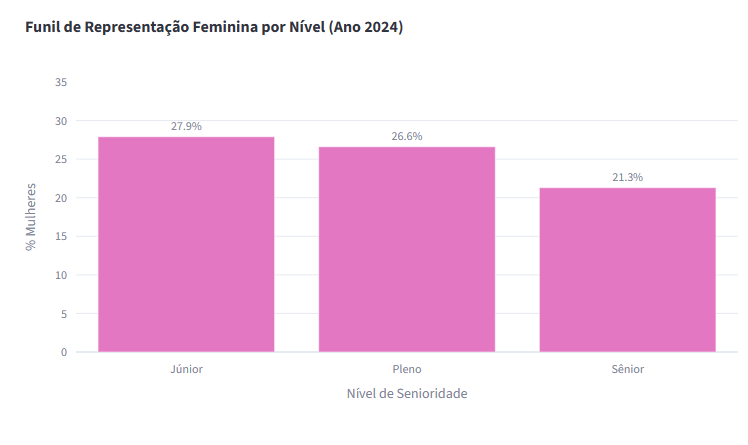 Funil de Representação Feminina por Nível (Ano 2024)
35
30
25
20
15
10
5
0
% Mulheres
27.9%
26.6%
21.3%
Júnior
Pleno
Sênior
Nível de Senioridade